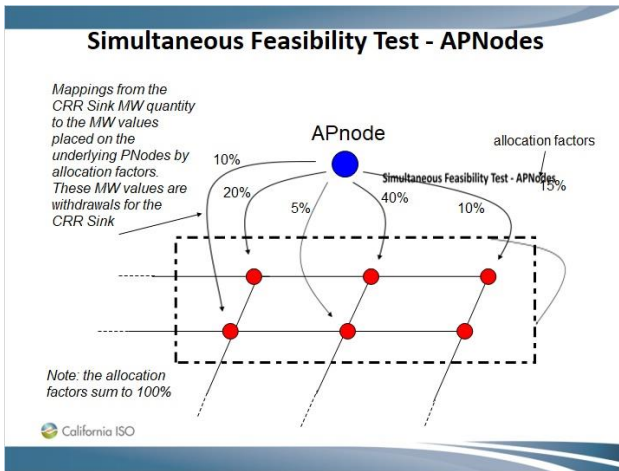 Simultaneous Feasibility Test - APNodes
Mappings from the
CRR Sink MW quantity
to the MW values
placed on the
underlying PNodes by
allocation factors.
These MW values are
withdrawals for the
CRR Sink
APnode
allocation factors
Simultaneous Feasibility Test - APNodes
10%
20%
5%
40%
10%
15%
Note: the allocation
factors sum to 100%
California ISO